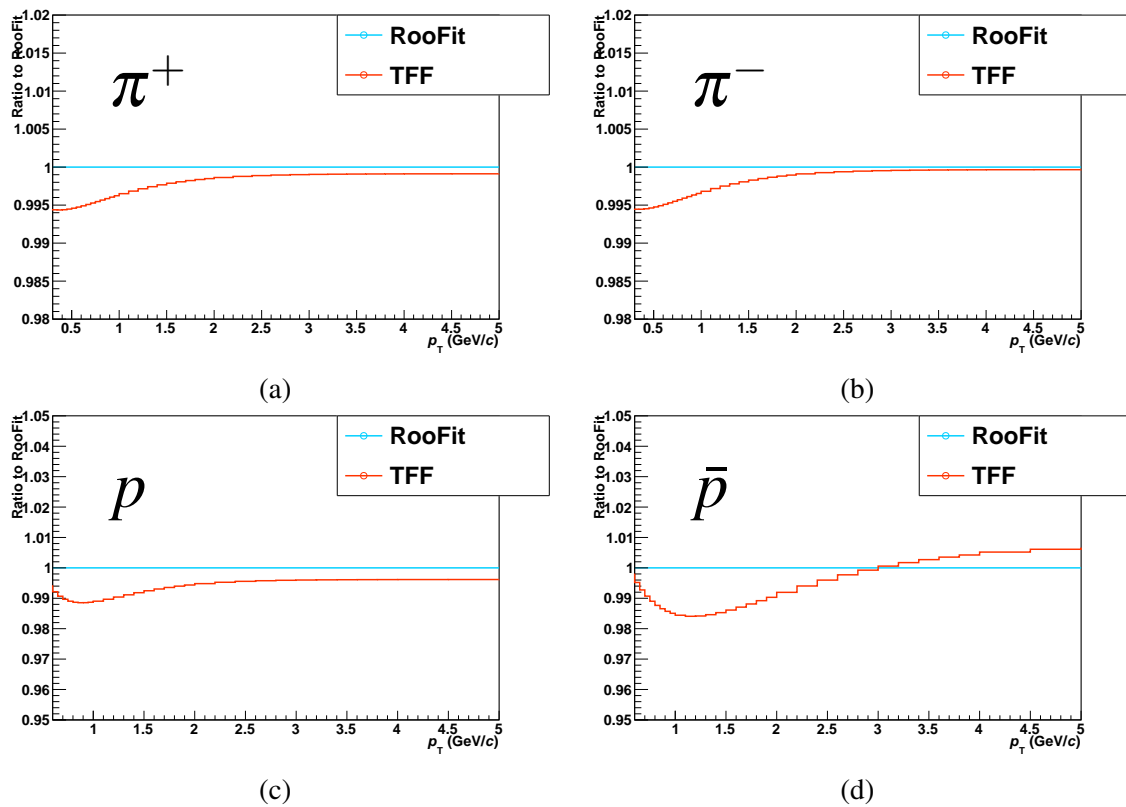 Ratio to RooFit
1.02
1.015
1.01
1.005
1
0.995
0.99
0.985
0.98
π⁺
RooFit
TFF
0.5 1 1.5 2 2.5 3 3.5 4 4.5 5
p_T (GeV/c)
(a)
Ratio to RooFit
1.02
1.015
1.01
1.005
1
0.995
0.99
0.985
0.98
π⁻
RooFit
TFF
0.5 1 1.5 2 2.5 3 3.5 4 4.5 5
p_T (GeV/c)
(b)
Ratio to RooFit
1.05
1.04
1.03
1.02
1.01
1
0.99
0.98
0.97
0.96
0.95
p
RooFit
TFF
1 1.5 2 2.5 3 3.5 4 4.5 5
p_T (GeV/c)
(c)
Ratio to RooFit
1.05
1.04
1.03
1.02
1.01
1
0.99
0.98
0.97
0.96
0.95
p̄
RooFit
TFF
1 1.5 2 2.5 3 3.5 4 4.5 5
p_T (GeV/c)
(d)